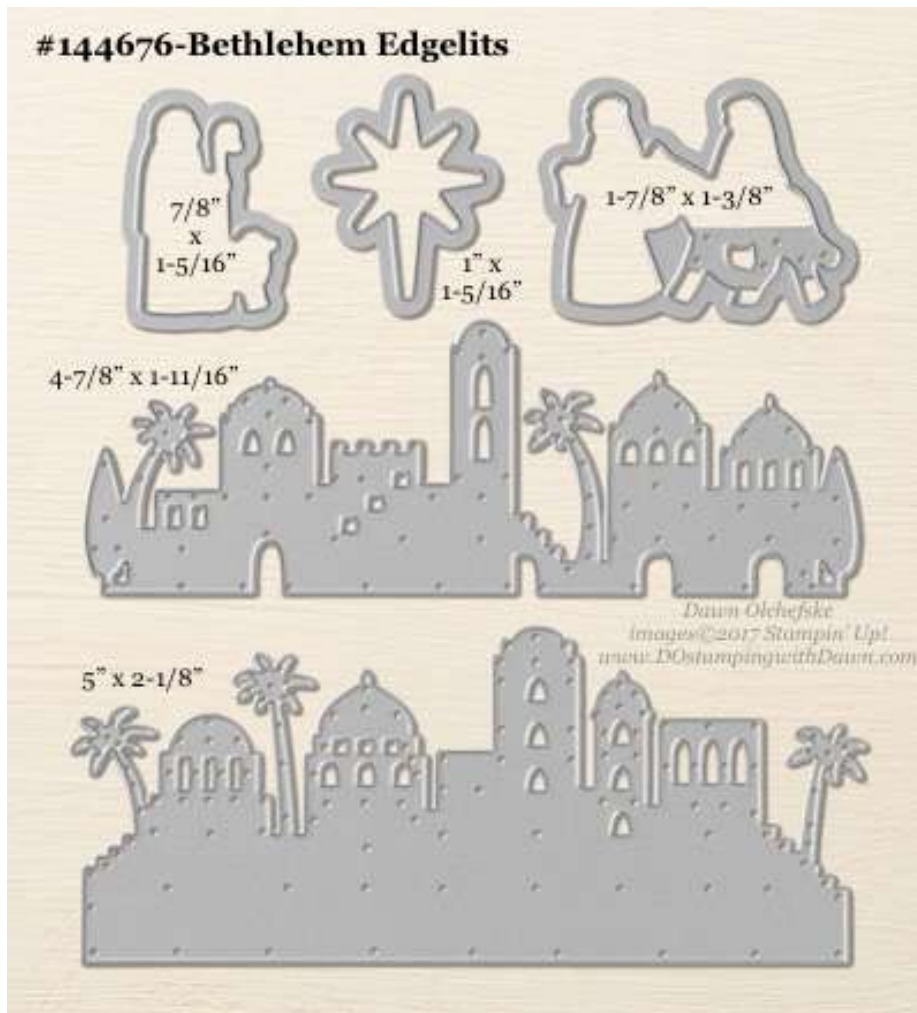 #144676-Bethlehem Edgelits
7/8”
x
1-5/16”
1” x
1-5/16”
1-7/8” x 1-3/8”
4-7/8” x 1-11/16”
Dawn Olchefske
images©2017 Stampin' Up!
www.DOstampingwithDawn.com
5” x 2-1/8”